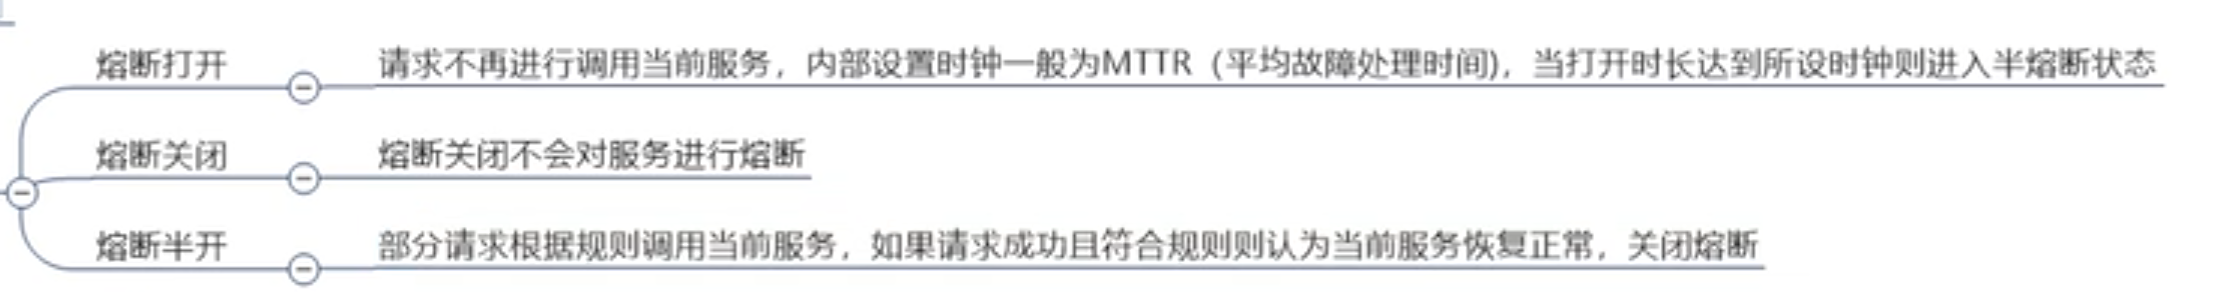 熔断打开
请求不再进行调用当前服务，内部设置时钟一般为MTTR（平均故障处理时间)，当打开时长达到所设时钟则进入半熔断状态
熔断关闭
熔断关闭不会对服务进行熔断
熔断半开
部分请求根据规则调用当前服务，如果请求成功且符合规则则认为当前服务恢复正常，关闭熔断